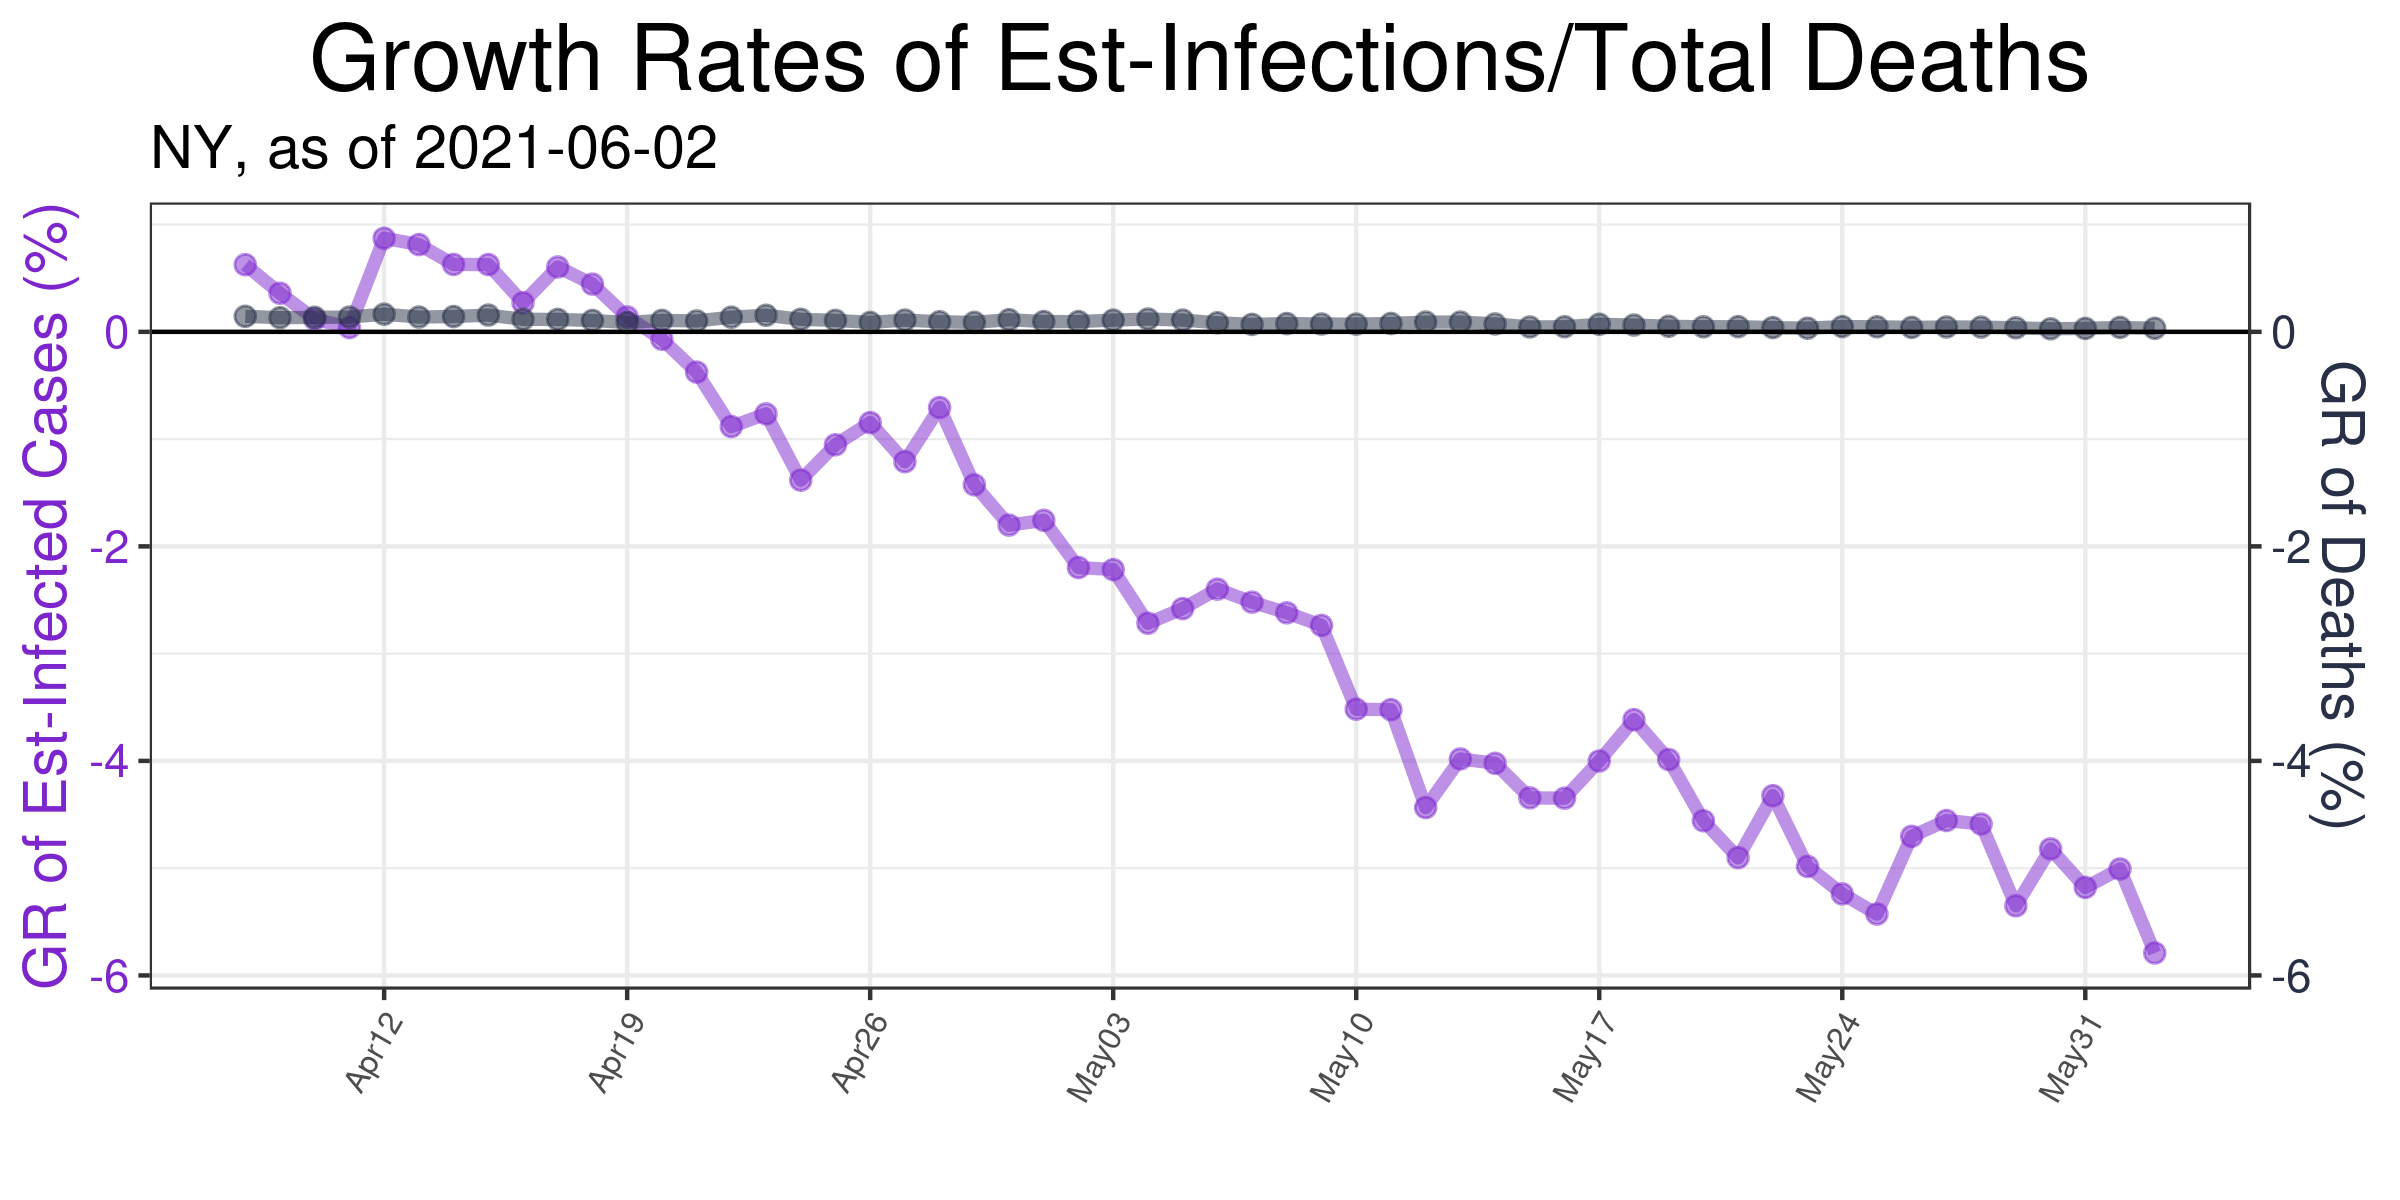 Growth Rates of Est-Infections/Total Deaths
NY, as of 2021-06-02
GR of Est-Infected Cases (%)
0
-2
-4
-6
0
-2
-4
-6
GR of Deaths (%)
Apr12
Apr19
Apr26
May03
May10
May17
May24
May31